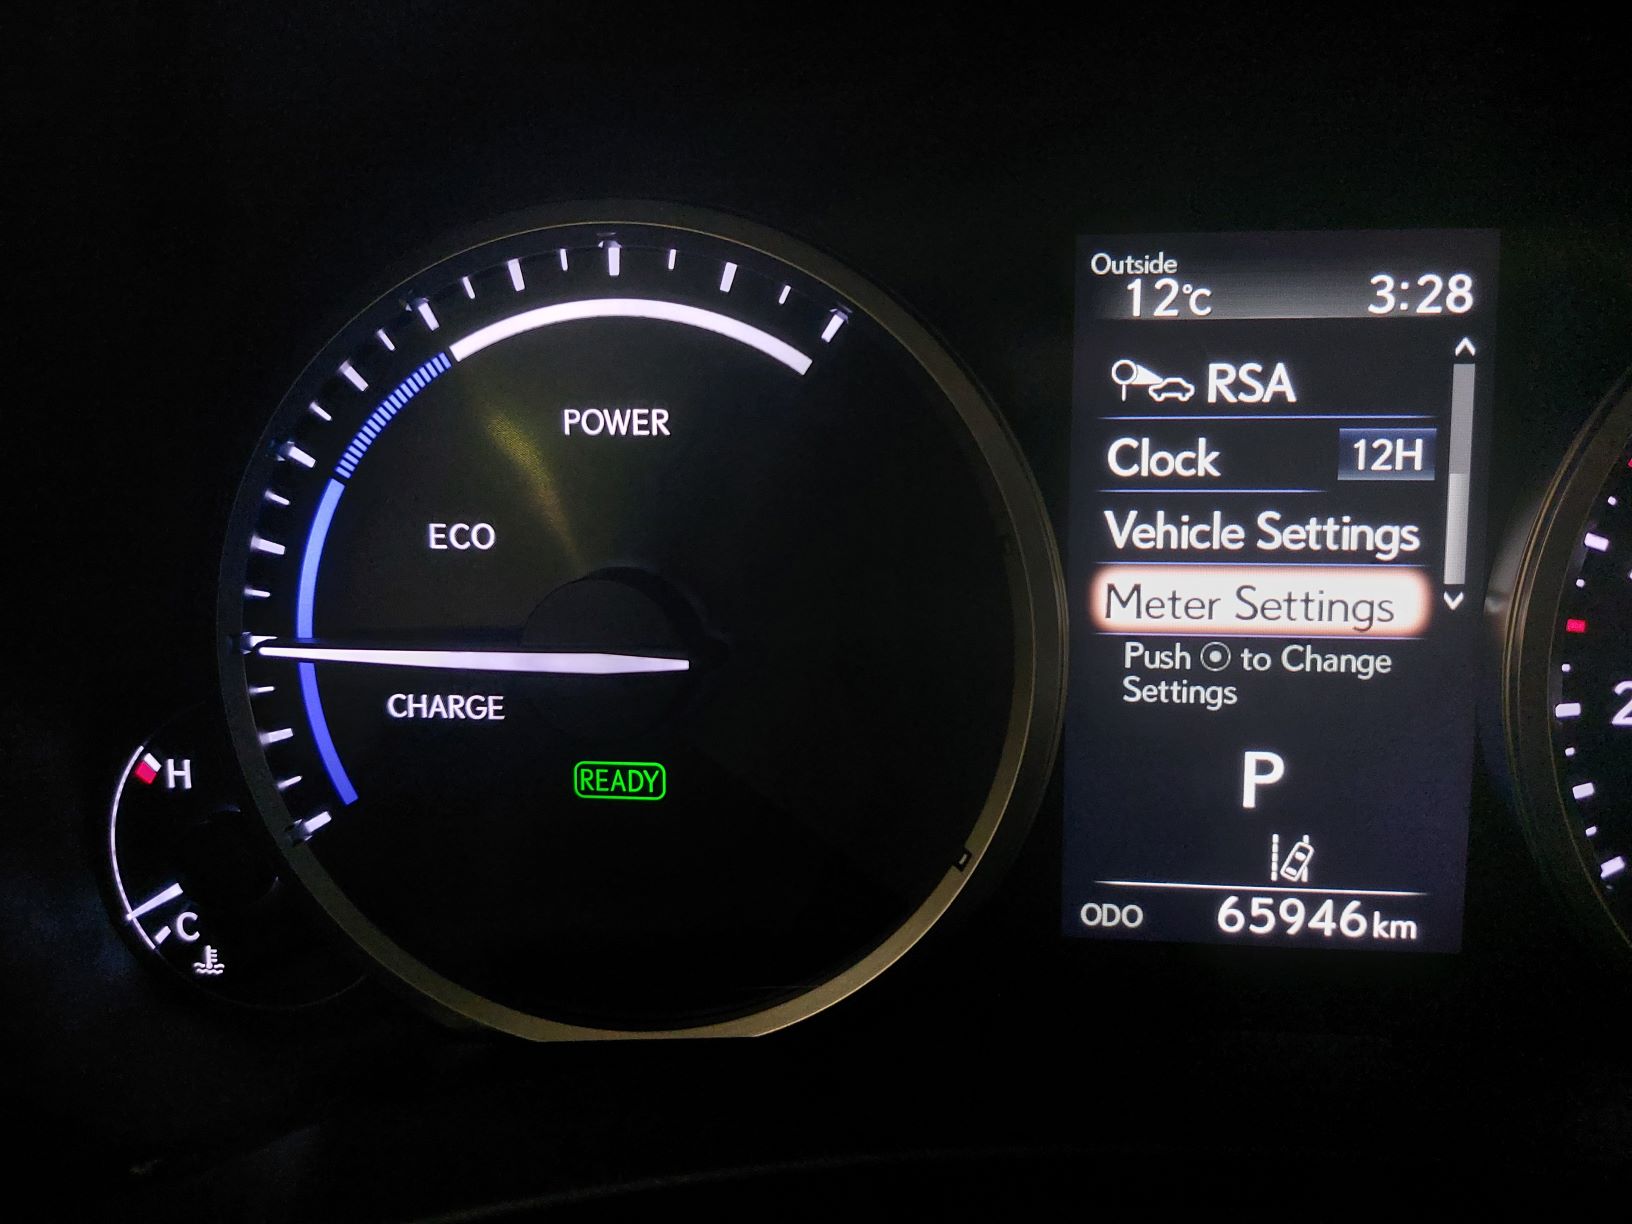 POWER
ECO
CHARGE
READY
H
C
Outside
12°C 3:28
RSA
Clock 12H
Vehicle Settings
Meter Settings
Push to Change
Settings
P
ODO 65946 km
2